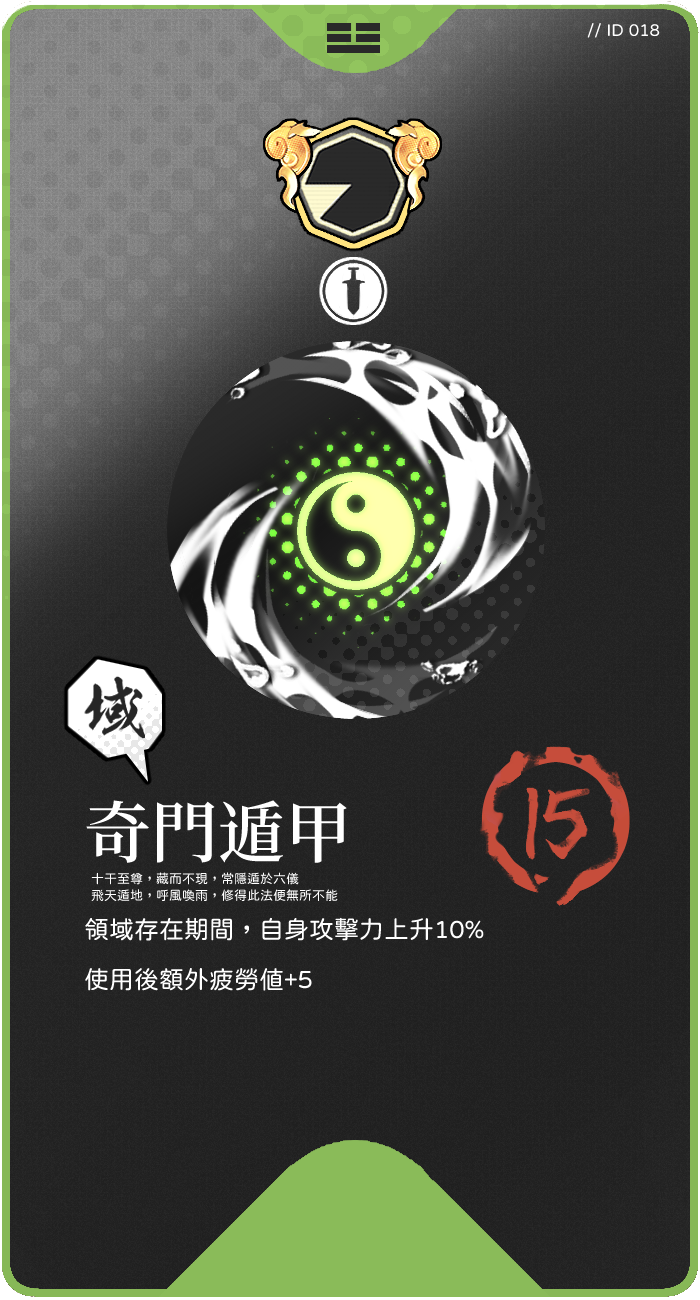 // ID 018
域
奇門遁甲
15
十干至尊，藏而不現，常隱遁於六儀
飛天遁地，呼風喚雨，修得此法便無所不能
領域存在期間，自身攻擊力上升10%
使用後額外疲勞值+5